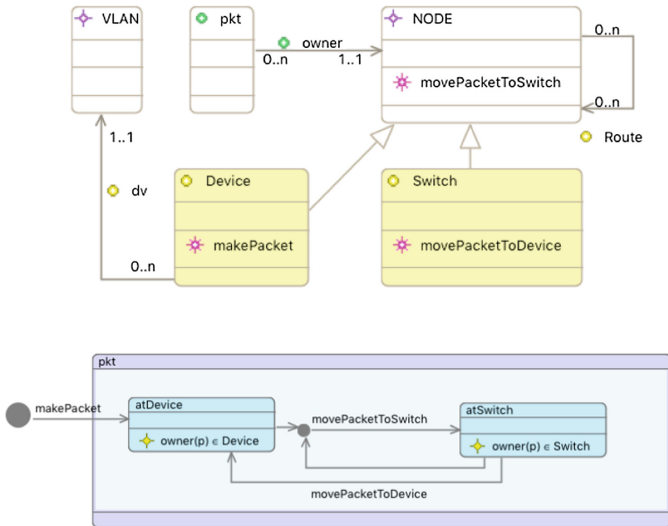 VLAN
pkt
owner
0..n
1..1
NODE
movePacketToSwitch
0..n
0..n
Route
1..1
dv
0..n
Device
makePacket
Switch
movePacketToDevice
pkt
makePacket
atDevice
owner(p) ∈ Device
movePacketToSwitch
atSwitch
owner(p) ∈ Switch
movePacketToDevice